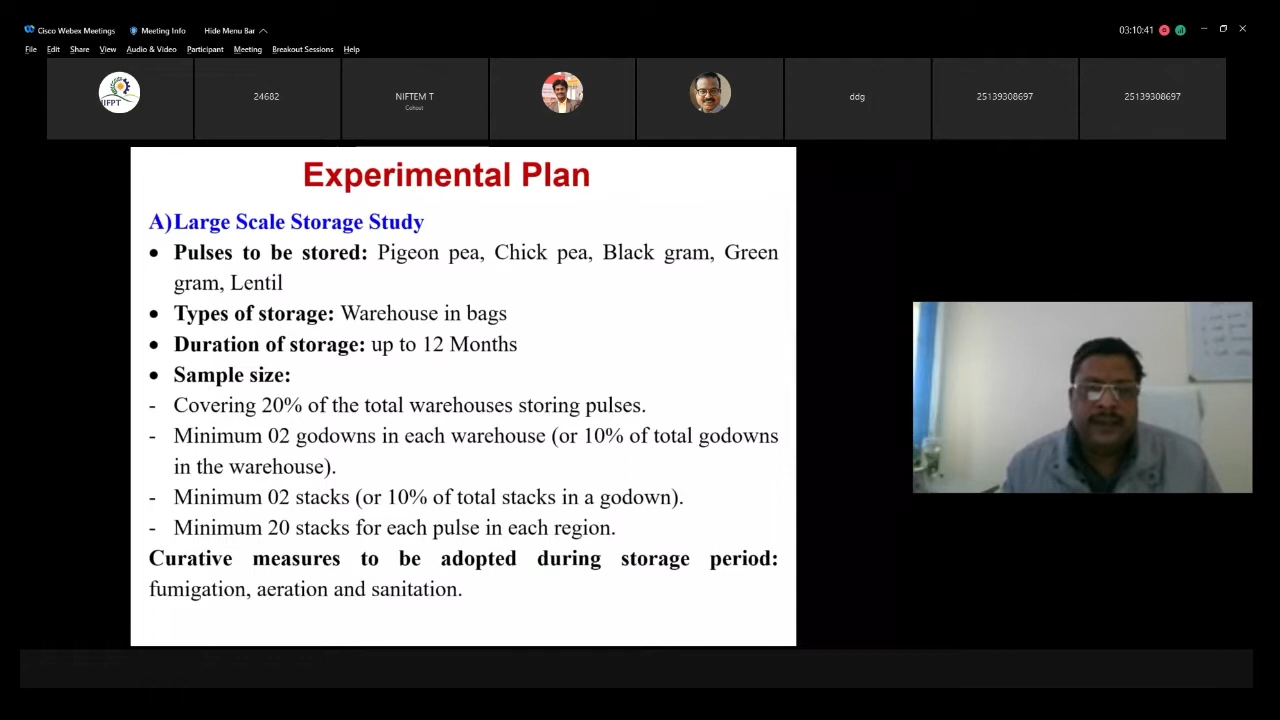 Cisco Webex Meetings Meeting Info Hide Menu Bar
03:10:41
File Edit Share View Audio & Video Participant Meeting Breakout Sessions Help
IIFPT
24682
NIFTEM T
Cohost
ddg
25139308697
25139308697
Experimental Plan
A)Large Scale Storage Study
• Pulses to be stored: Pigeon pea, Chick pea, Black gram, Green
gram, Lentil
• Types of storage: Warehouse in bags
• Duration of storage: up to 12 Months
• Sample size:
- Covering 20% of the total warehouses storing pulses.
- Minimum 02 godowns in each warehouse (or 10% of total godowns
in the warehouse).
- Minimum 02 stacks (or 10% of total stacks in a godown).
- Minimum 20 stacks for each pulse in each region.
Curative measures to be adopted during storage period:
fumigation, aeration and sanitation.